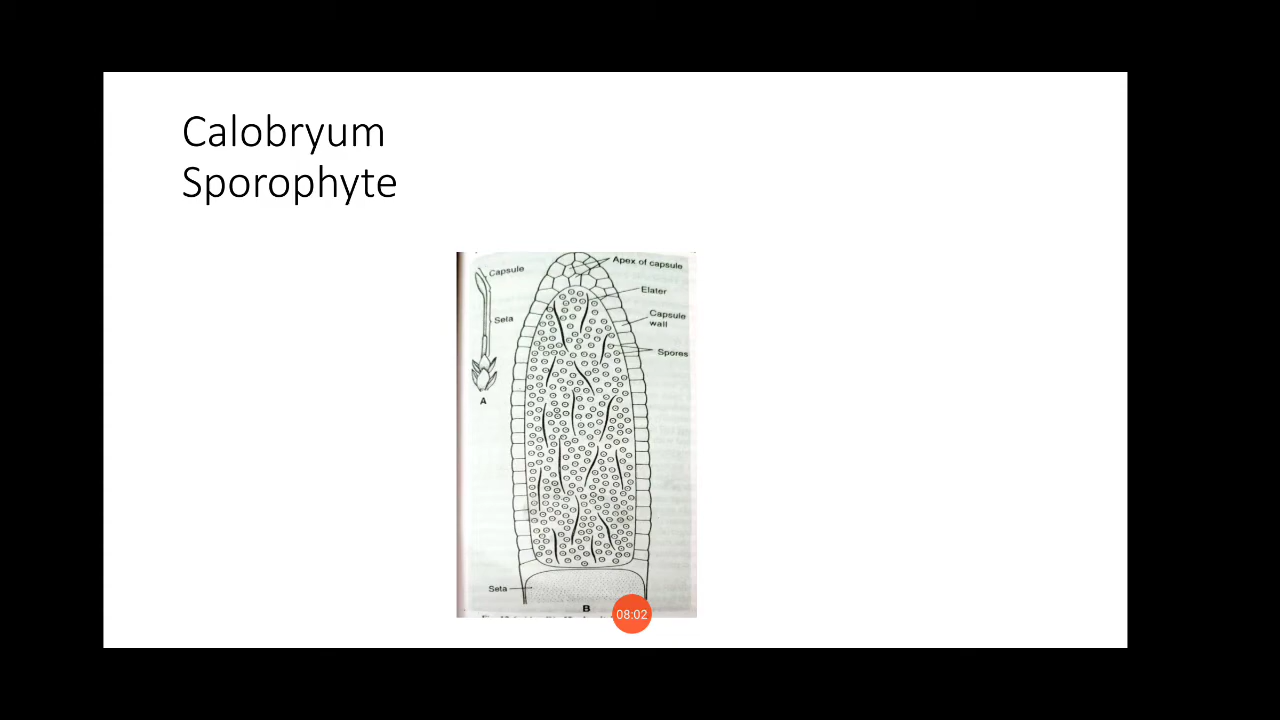 Calobryum
Sporophyte
Capsule
Seta
A
Apex of capsule
Elater
Capsule
wall
Spores
Seta
B
08:02